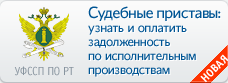 Судебные приставы:
узнать и оплатить
задолженность
по исполнительным
производствам
УФССП ПО РТ
НОВАЯ